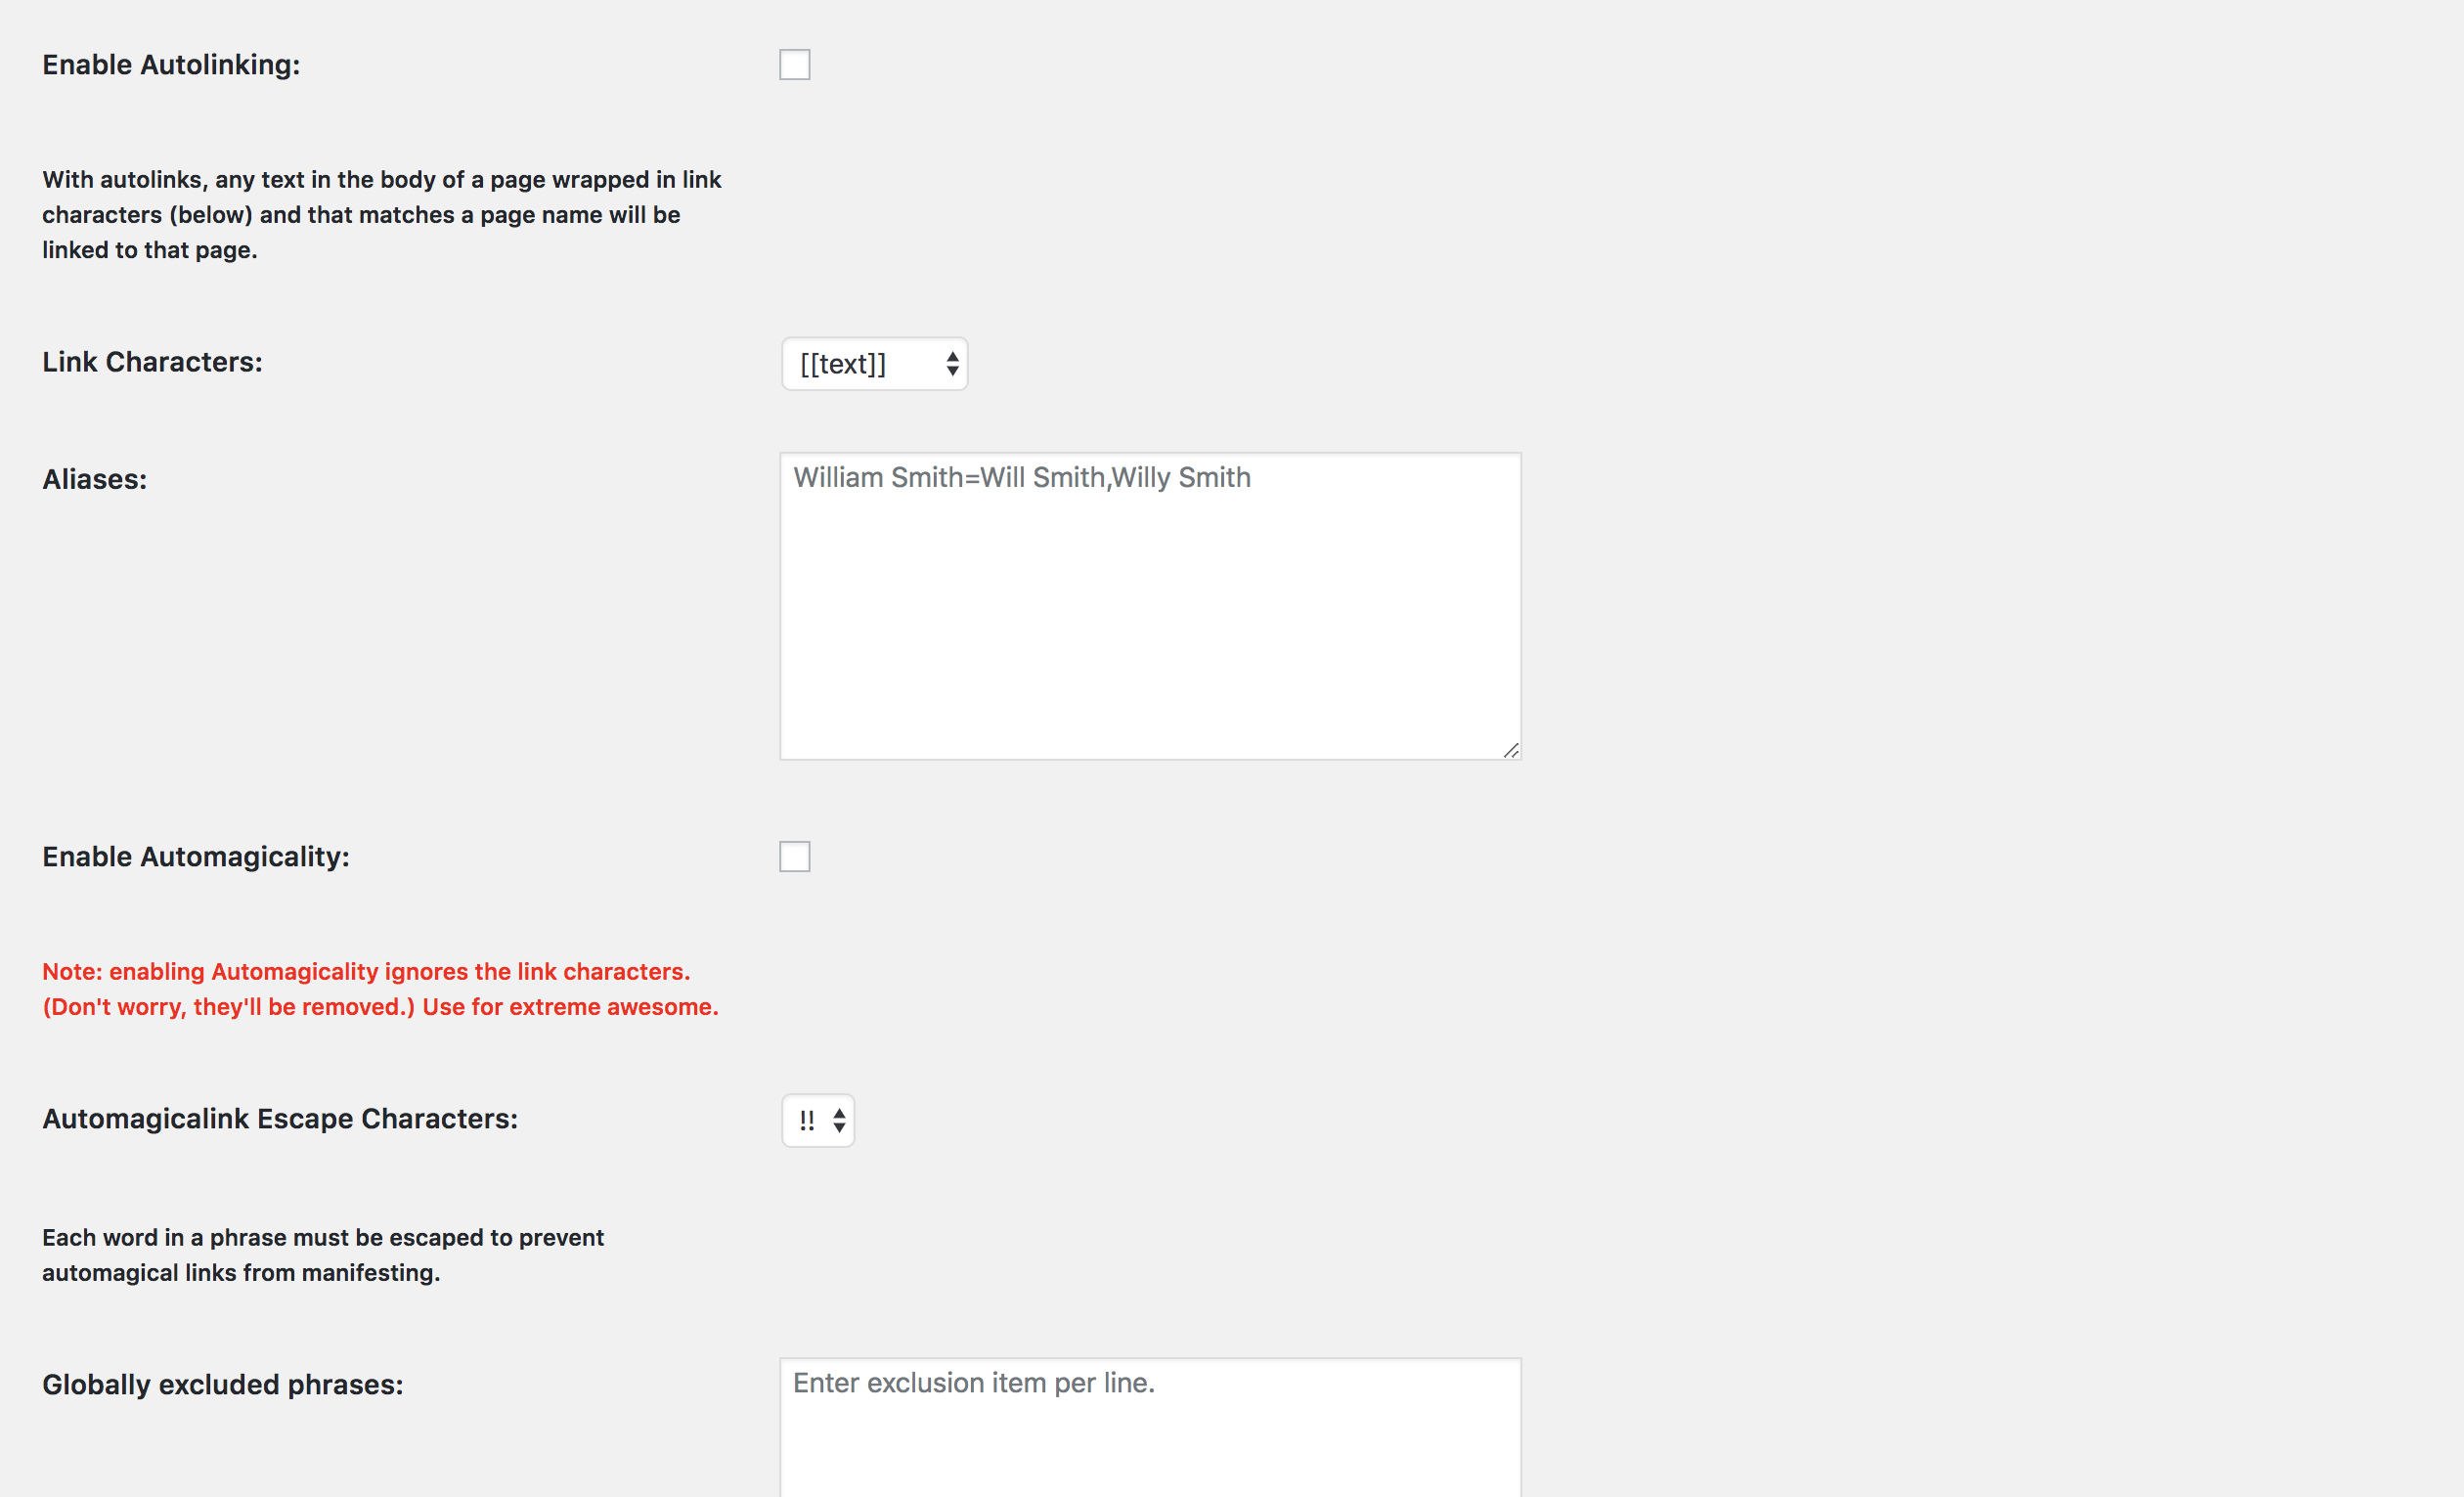 Enable Autolinking:
With autolinks, any text in the body of a page wrapped in link
characters (below) and that matches a page name will be
linked to that page.
Link Characters:
[[text]]
Aliases:
William Smith=Will Smith,Willy Smith
Enable Automagicality:
Note: enabling Automagicality ignores the link characters.
(Don't worry, they'll be removed.) Use for extreme awesome.
Automagicalink Escape Characters:
!!
Each word in a phrase must be escaped to prevent
automagical links from manifesting.
Globally excluded phrases:
Enter exclusion item per line.